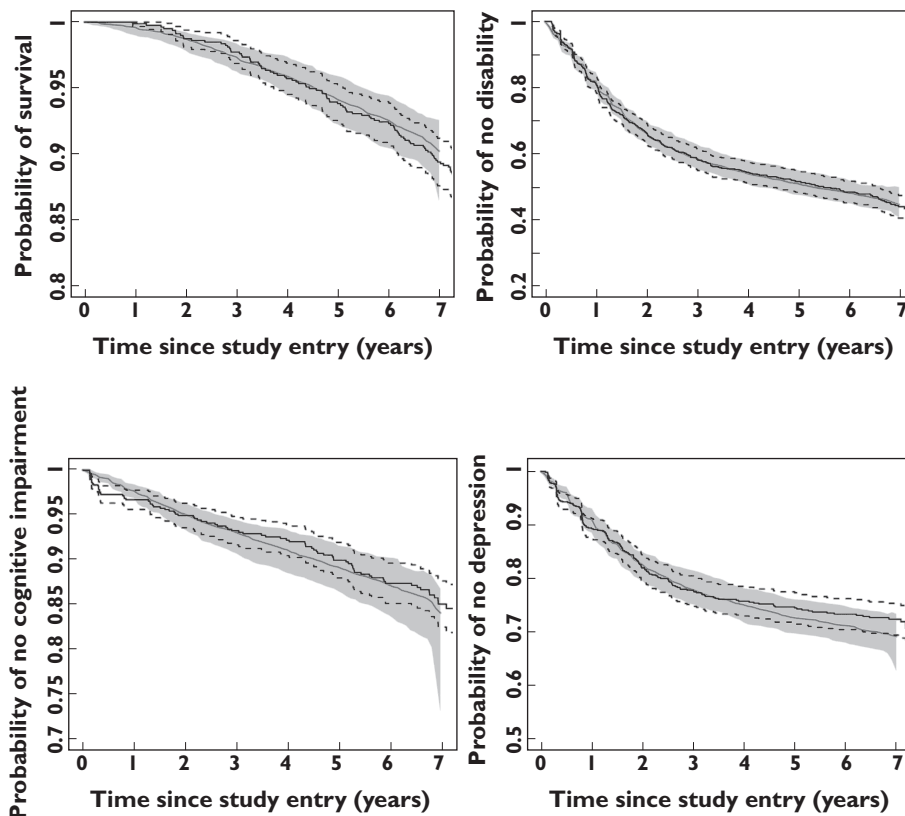 Probability of survival
1
0.95
0.9
0.85
0.8
0 1 2 3 4 5 6 7
Time since study entry (years)
Probability of no disability
1
0.8
0.6
0.4
0.2
0 1 2 3 4 5 6 7
Time since study entry (years)
Probability of no cognitive impairment
1
0.95
0.9
0.85
0.8
0.75
0.7
0 1 2 3 4 5 6 7
Time since study entry (years)
Probability of no depression
1
0.9
0.8
0.7
0.6
0.5
0 1 2 3 4 5 6 7
Time since study entry (years)